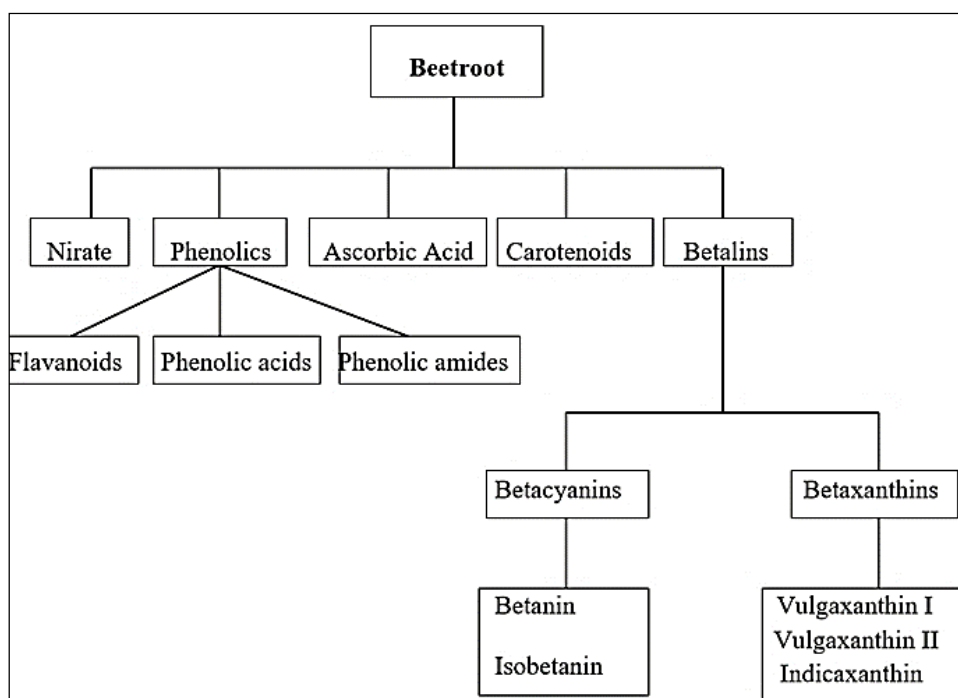 Beetroot
Nirate
Phenolics
Ascorbic Acid
Carotenoids
Betalins
Flavanoids
Phenolic acids
Phenolic amides
Betacyanins
Betaxanthins
Betanin
Isobetanin
Vulgaxanthin I
Vulgaxanthin II
Indicaxanthin